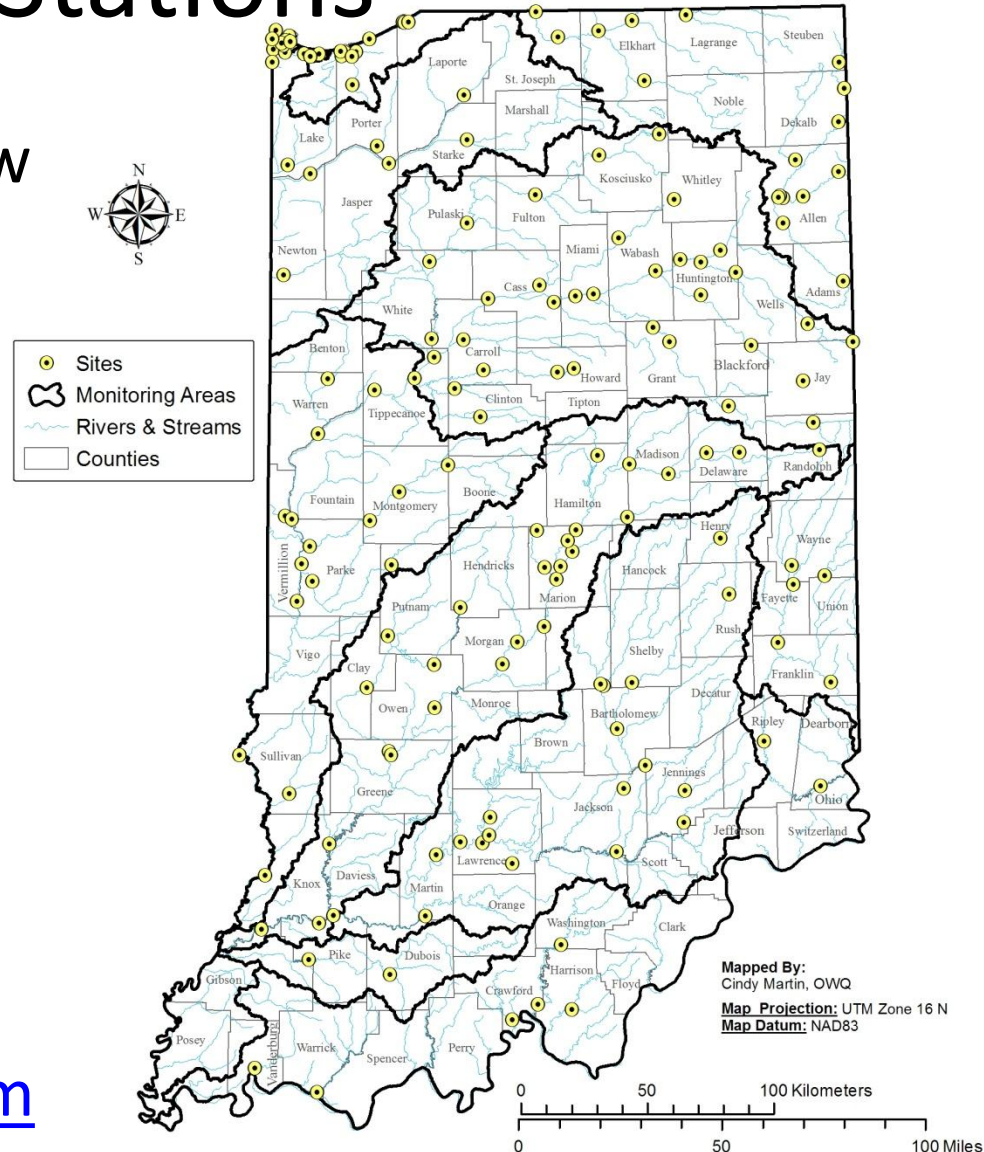 Stations
w
N
W E
S
Sites
Monitoring Areas
Rivers & Streams
Counties
Steuben
Lagrange
Elkhart
Laporte
St. Joseph
Noble
Marshall
Dekalb
Porter
Lake
Starke
Kosciusko
Whitley
Jasper
Pulaski
Fulton
Allen
Miami
Wabash
Newton
Huntington
Cass
Adams
White
Wells
Benton
Carroll
Blackford
Howard
Grant
Jay
Warren
Clinton
Tipton
Tippecanoe
Madison
Delaware
Randolph
Fountain
Boone
Montgomery
Hamilton
Henry
Wayne
Vermillion
Parke
Hendricks
Hancock
Marion
Fayette
Union
Putnam
Rush
Morgan
Shelby
Vigo
Clay
Franklin
Decatur
Owen
Monroe
Bartholomew
Ripley
Dearborn
Brown
Sullivan
Jennings
Greene
Jackson
Ohio
Jefferson
Switzerland
Lawrence
Scott
Knox
Daviess
Martin
Orange
Washington
Clark
Pike
Dubois
Harrison
Floyd
Gibson
Crawford
Posey
Vanderburg
Warrick
Spencer
Perry
Mapped By:
Cindy Martin, OWQ
Map Projection: UTM Zone 16 N
Map Datum: NAD83
m
0 50 100 Kilometers
0 50 100 Miles